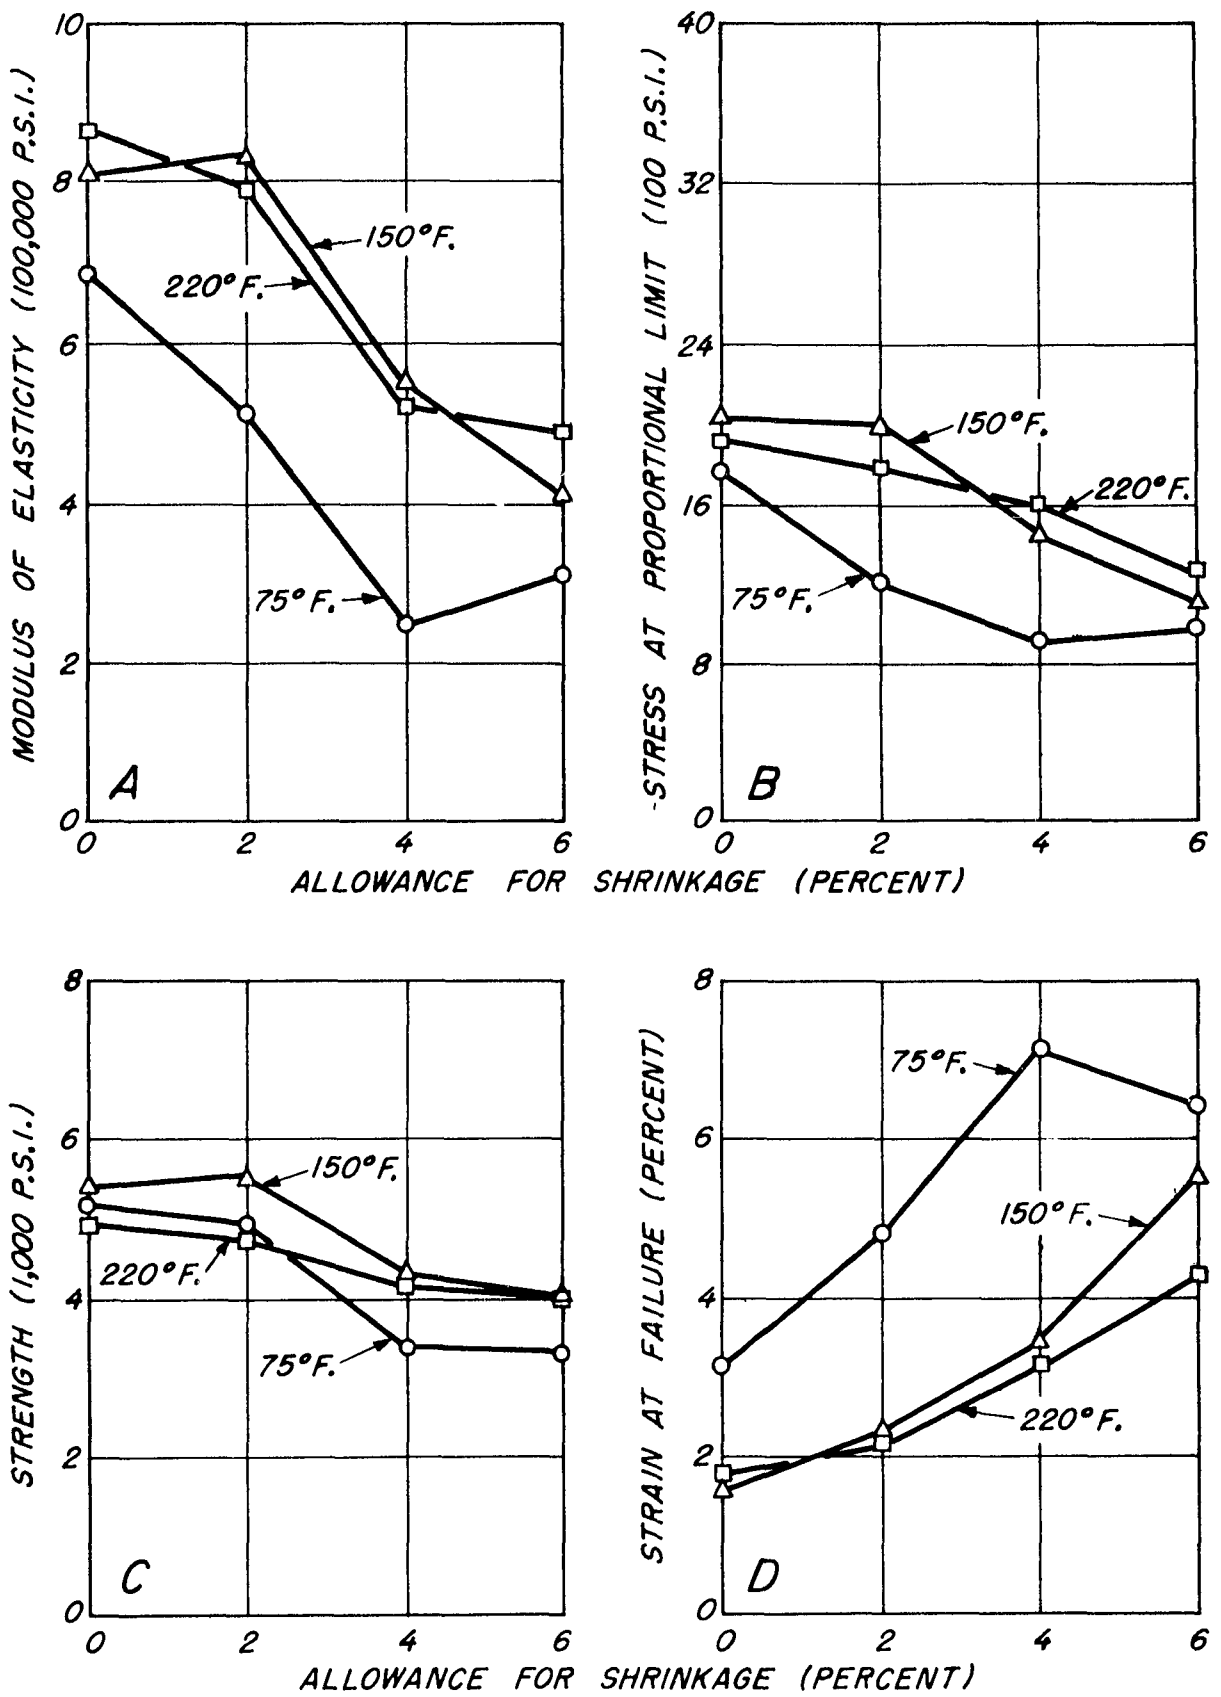 MODULUS OF ELASTICITY (100,000 P.S.I.)
10
8
6
4
2
0
150°F.
220°F.
75°F.
A
0 2 4 6
STRESS AT PROPORTIONAL LIMIT (100 P.S.I.)
40
32
24
16
8
0
150°F.
220°F.
75°F.
B
0 2 4 6
ALLOWANCE FOR SHRINKAGE (PERCENT)
STRENGTH (1,000 P.S.I.)
8
6
4
2
0
150°F.
220°F.
75°F.
C
0 2 4 6
STRAIN AT FAILURE (PERCENT)
8
6
4
2
0
75°F.
150°F.
220°F.
D
0 2 4 6
ALLOWANCE FOR SHRINKAGE (PERCENT)